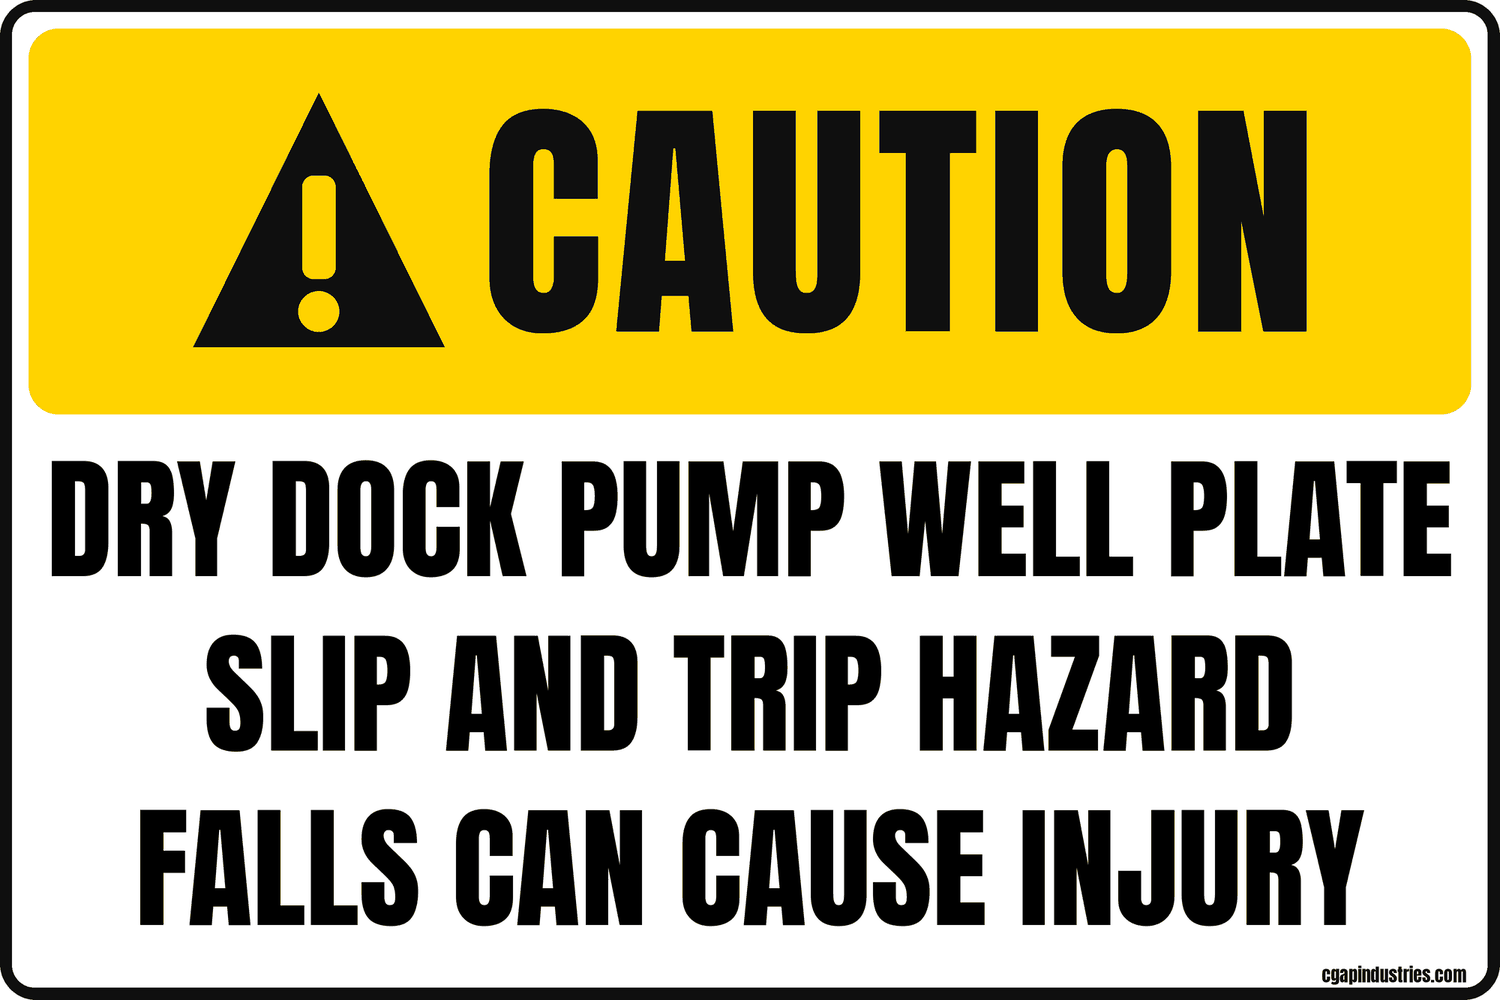 CAUTION
DRY DOCK PUMP WELL PLATE
SLIP AND TRIP HAZARD
FALLS CAN CAUSE INJURY
cgapindustries.com